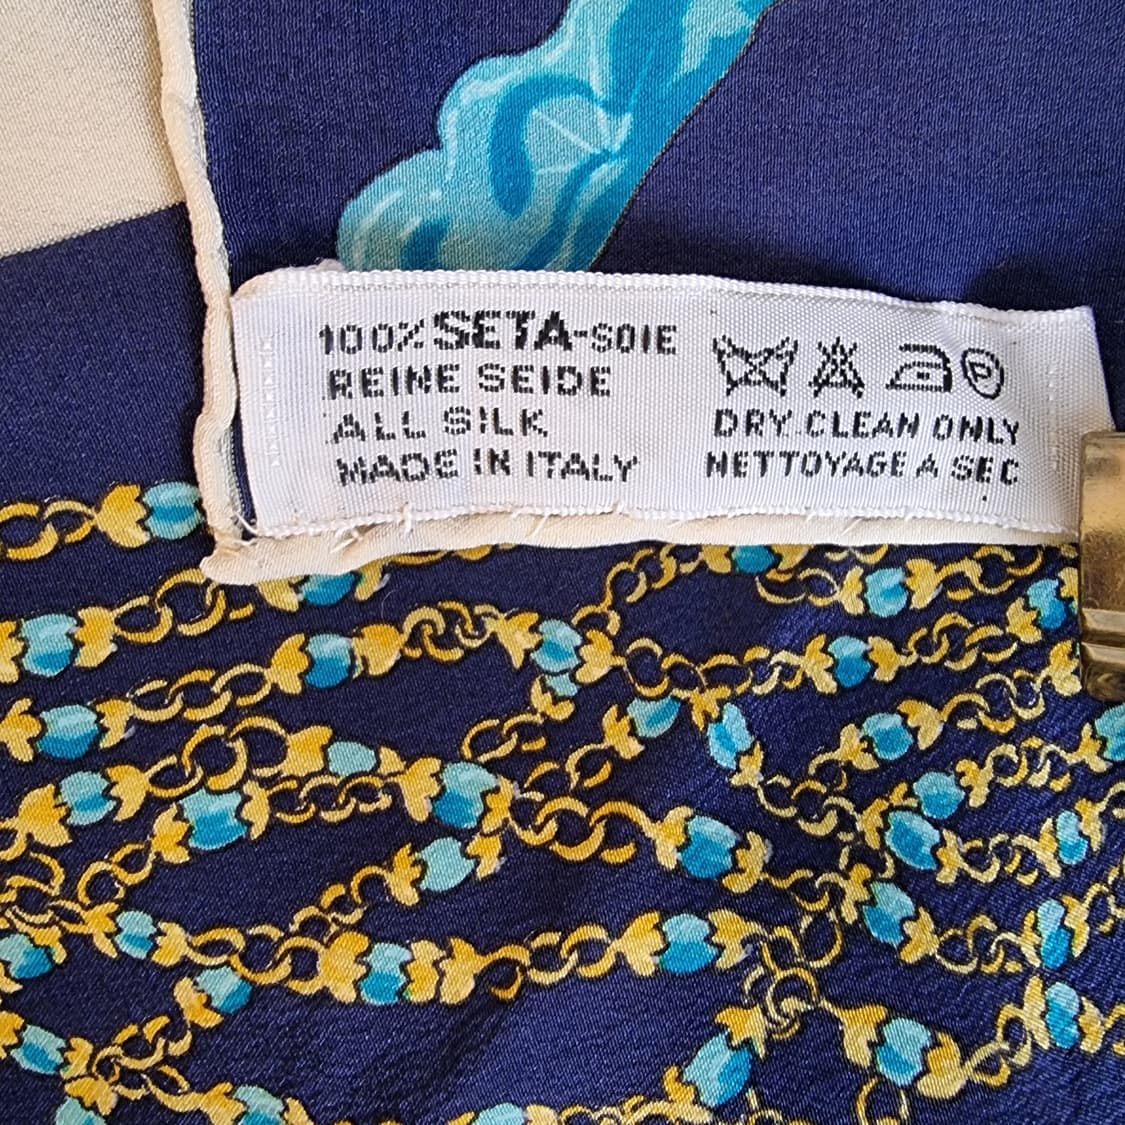 100% SETA-SOIE
REINE SEIDE
ALL SILK
MADE IN ITALY
P
DRY CLEAN ONLY
NETTOYAGE A SEC